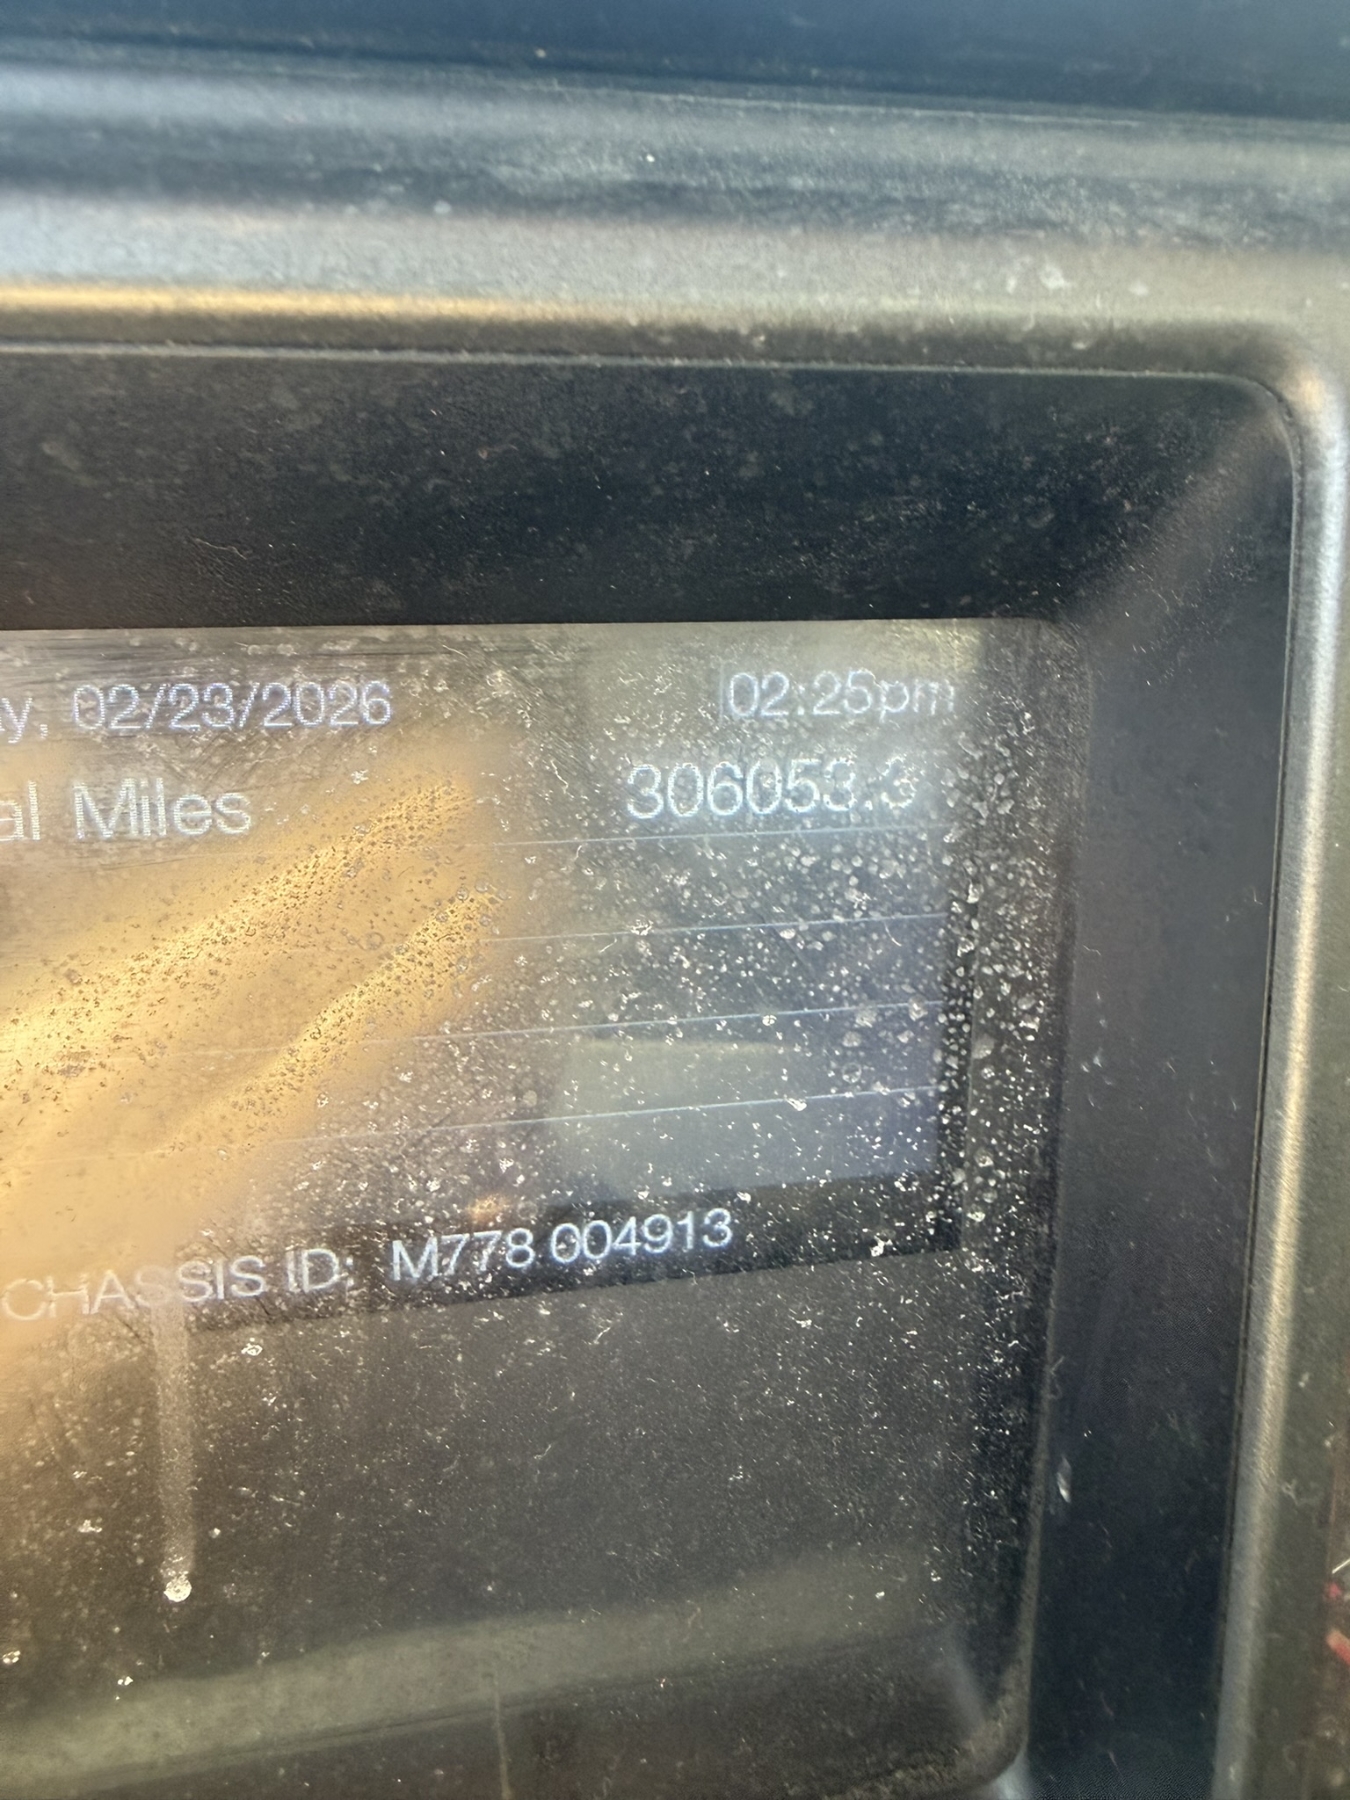 y, 02/23/2026 02:25pm
al Miles 306053.3
CHASSIS ID: M778 004913